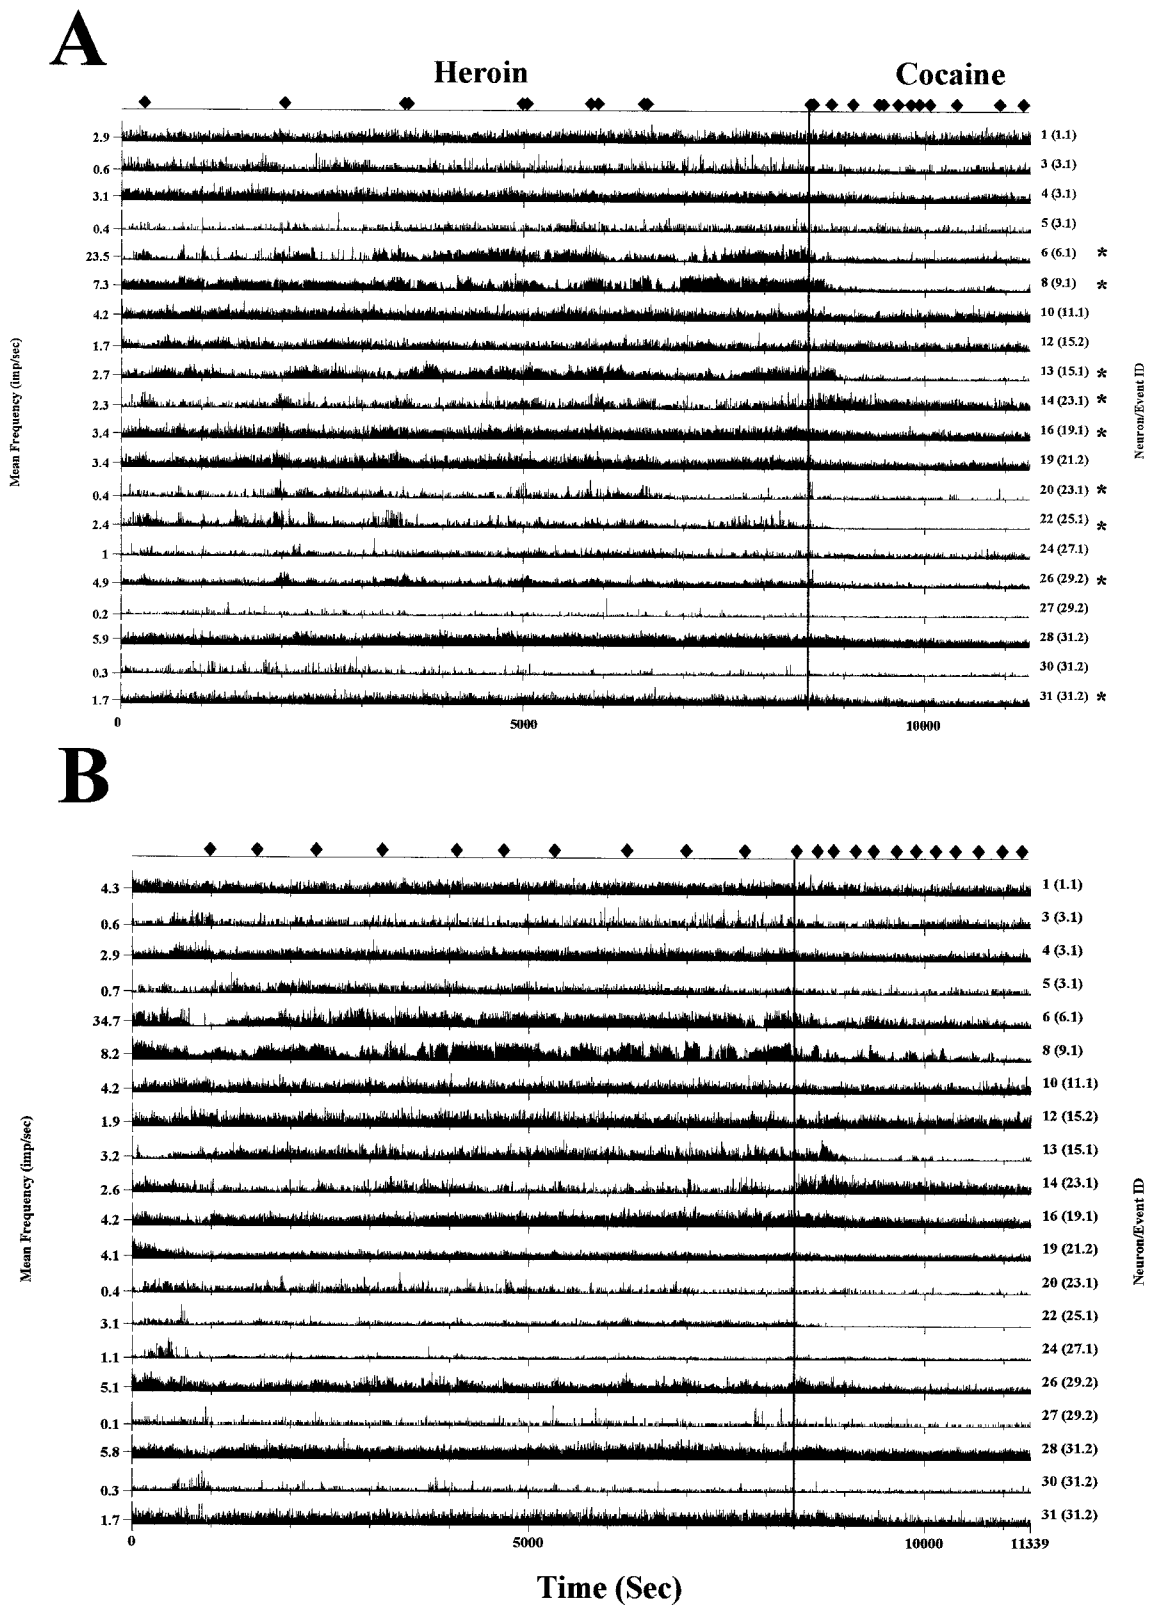 A
Heroin Cocaine
2.9 1 (1.1)
0.6 3 (3.1)
3.1 4 (3.1)
0.4 5 (3.1)
23.5 6 (6.1) *
7.3 8 (9.1) *
4.2 10 (11.1)
1.7 12 (15.2)
2.7 13 (15.1) *
2.3 14 (23.1) *
3.4 16 (19.1) *
3.4 19 (21.2)
0.4 20 (23.1) *
2.4 22 (25.1) *
1 24 (27.1)
4.9 26 (29.2) *
0.2 27 (29.2)
5.9 28 (31.2)
0.3 30 (31.2)
1.7 31 (31.2) *
0 5000 10000
Mean Frequency (imp/sec)
Neuron/Event ID
B
4.3 1 (1.1)
0.6 3 (3.1)
2.9 4 (3.1)
0.7 5 (3.1)
34.7 6 (6.1)
8.2 8 (9.1)
4.2 10 (11.1)
1.9 12 (15.2)
3.2 13 (15.1)
2.6 14 (23.1)
4.2 16 (19.1)
4.1 19 (21.2)
0.4 20 (23.1)
3.1 22 (25.1)
1.1 24 (27.1)
5.1 26 (29.2)
0.1 27 (29.2)
5.8 28 (31.2)
0.3 30 (31.2)
1.7 31 (31.2)
0 5000 10000 11339
Mean Frequency (imp/sec)
Neuron/Event ID
Time (Sec)